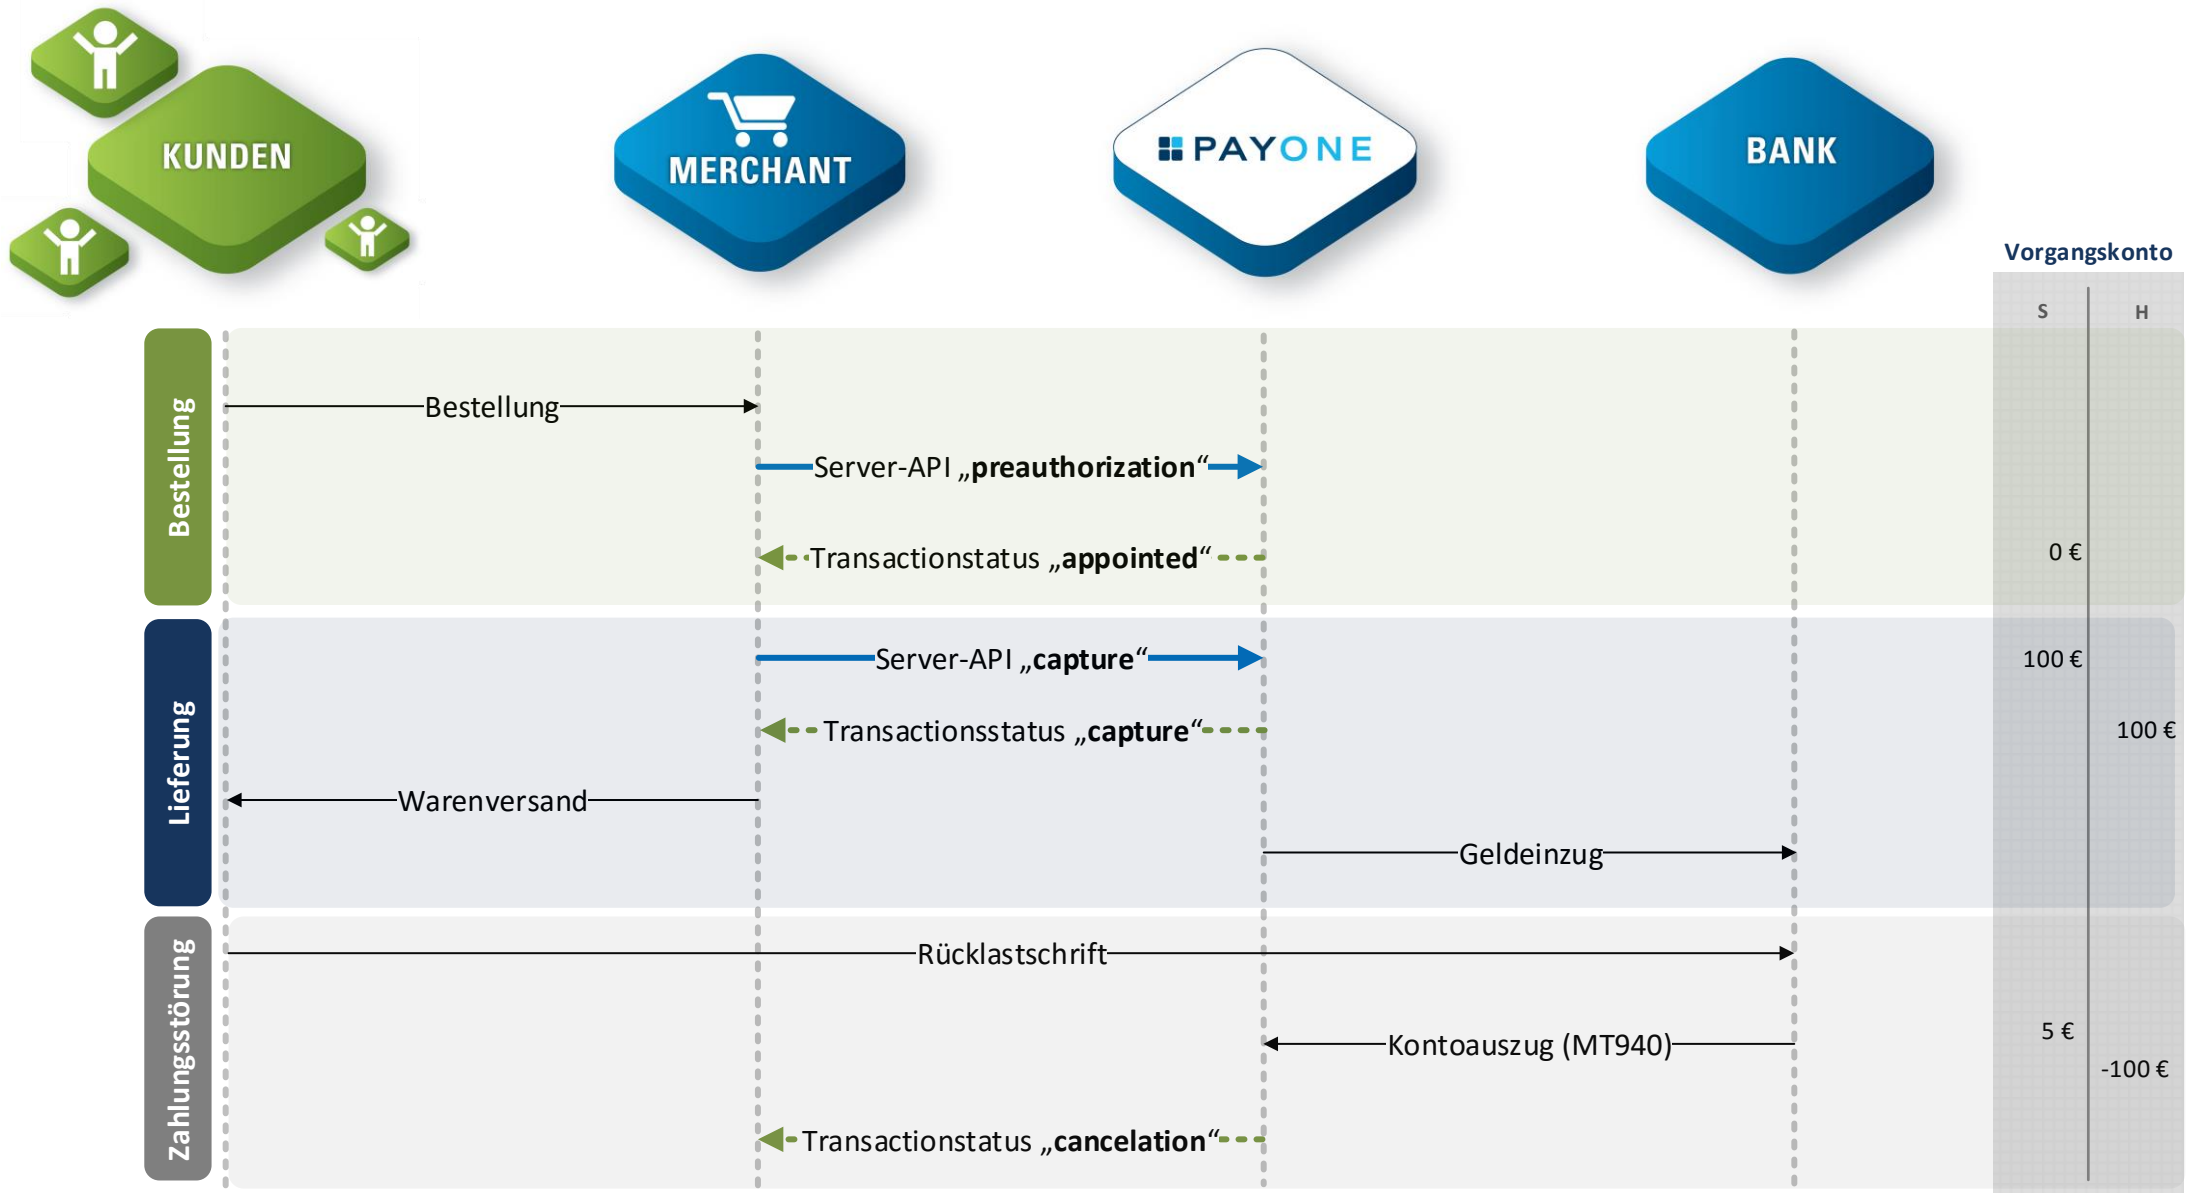 KUNDEN
MERCHANT
PAYONE
BANK
Vorgangskonto
S
H
Bestellung
Bestellung
Server-API „preauthorization“
Transactionstatus „appointed“
0 €
Lieferung
Server-API „capture“
100 €
Transactionsstatus „capture“
100 €
Warenversand
Geldeinzug
Zahlungsstörung
Rücklastschrift
5 €
Kontoauszug (MT940)
-100 €
Transactionstatus „cancelation“